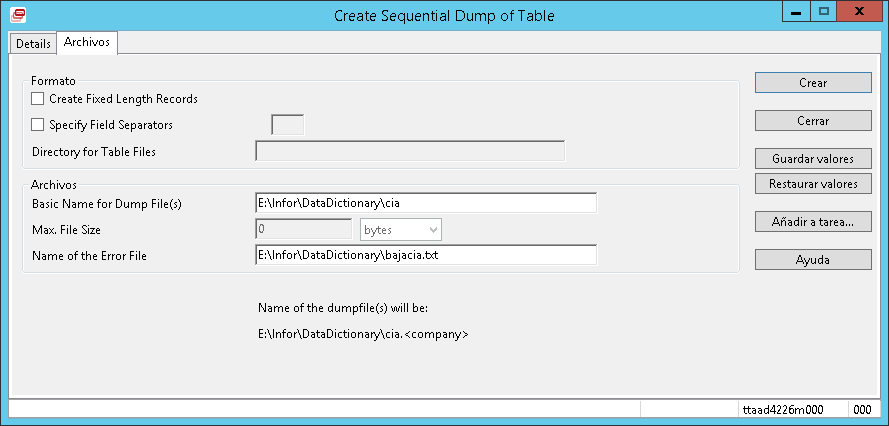 Create Sequential Dump of Table
Details
Archivos
Formato
Create Fixed Length Records
Specify Field Separators
Directory for Table Files
Archivos
Basic Name for Dump File(s)
E:\Infor\DataDictionary\cia
Max. File Size
0
bytes
Name of the Error File
E:\Infor\DataDictionary\bajacia.txt
Name of the dumpfile(s) will be:
E:\Infor\DataDictionary\cia.<company>
Crear
Cerrar
Guardar valores
Restaurar valores
Añadir a tarea...
Ayuda
ttaad4226m000
000